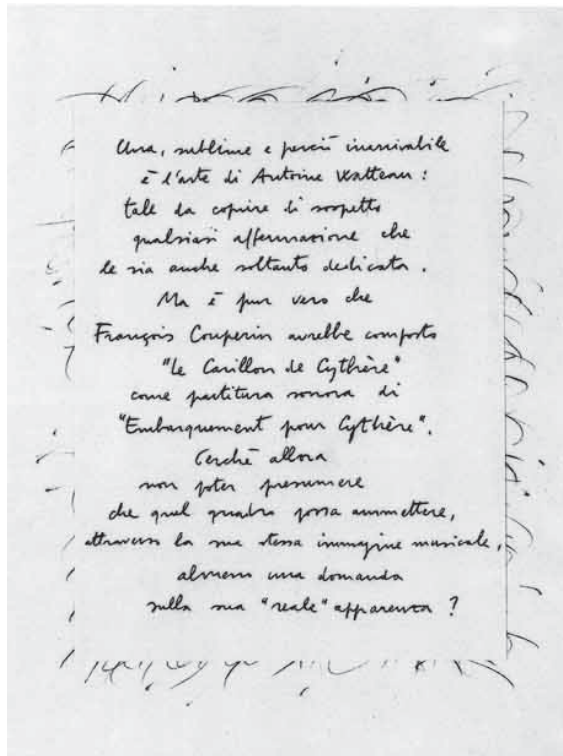 Una, sublime e perciò inarrivabile
è l'arte di Antoine Watteau :
tale da coprire di sospetto
qualsiasi affermazione che
le sia anche soltanto dedicata.
Ma è pur vero che
François Couperin avrebbe composto
"Le Carillon de Cythère"
come partitura sonora di
"Embarquement pour Cythère".
Perchè allora
non poter presumere
che quel quadro possa ammettere,
attraverso la sua stessa immagine musicale,
almeno una domanda
sulla sua "reale" apparenza ?